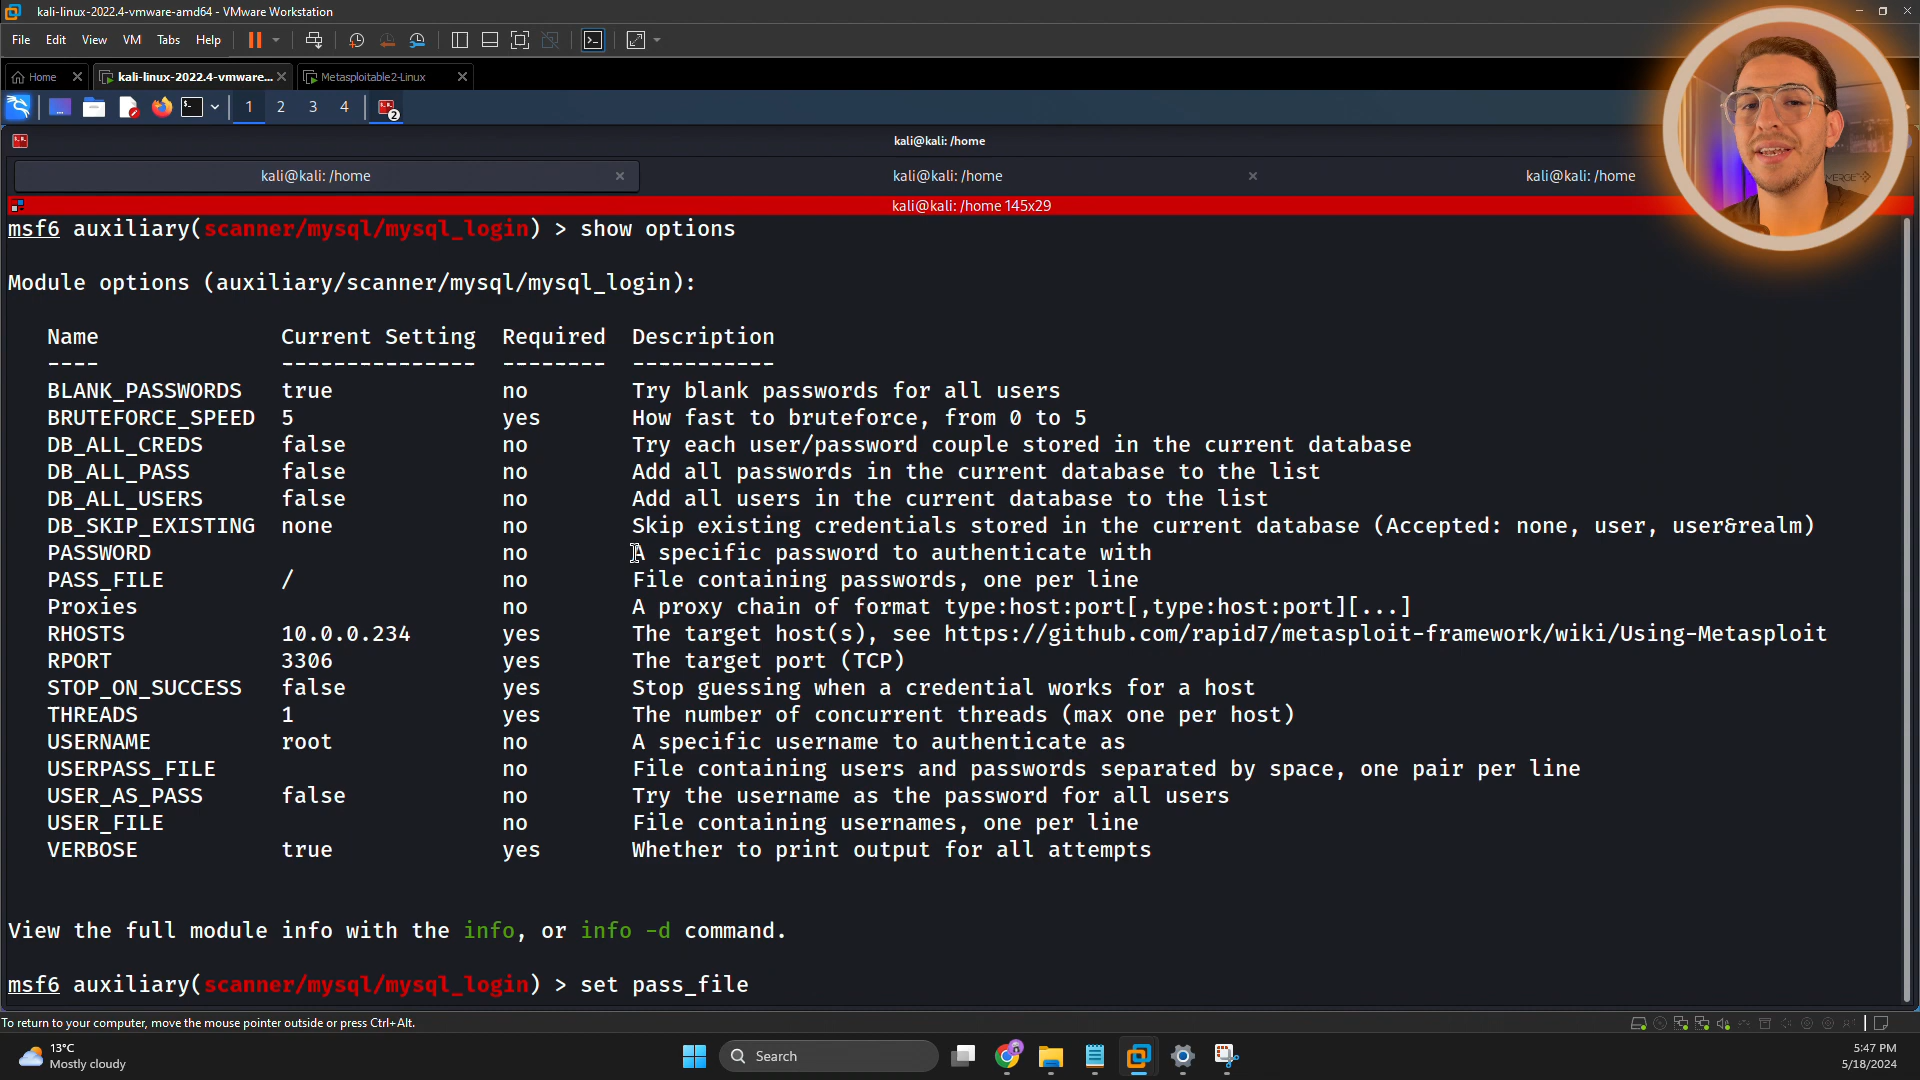 kali-linux-2022.4-vmware-amd64 - VMware Workstation
File Edit View VM Tabs Help
Home kali-linux-2022.4-vmware... Metasploitable2-Linux
1 2 3 4 2
kali@kali: /home
kali@kali: /home kali@kali: /home kali@kali: /home
kali@kali: /home 145x29
msf6 auxiliary(scanner/mysql/mysql_login) > show options
Module options (auxiliary/scanner/mysql/mysql_login):
Name Current Setting Required Description
---- --------------- -------- -----------
BLANK_PASSWORDS true no Try blank passwords for all users
BRUTEFORCE_SPEED 5 yes How fast to bruteforce, from 0 to 5
DB_ALL_CREDS false no Try each user/password couple stored in the current database
DB_ALL_PASS false no Add all passwords in the current database to the list
DB_ALL_USERS false no Add all users in the current database to the list
DB_SKIP_EXISTING none no Skip existing credentials stored in the current database (Accepted: none, user, user&realm)
PASSWORD no A specific password to authenticate with
PASS_FILE / no File containing passwords, one per line
Proxies no A proxy chain of format type:host:port[,type:host:port][...]
RHOSTS 10.0.0.234 yes The target host(s), see https://github.com/rapid7/metasploit-framework/wiki/Using-Metasploit
RPORT 3306 yes The target port (TCP)
STOP_ON_SUCCESS false yes Stop guessing when a credential works for a host
THREADS 1 yes The number of concurrent threads (max one per host)
USERNAME root no A specific username to authenticate as
USERPASS_FILE no File containing users and passwords separated by space, one pair per line
USER_AS_PASS false no Try the username as the password for all users
USER_FILE no File containing usernames, one per line
VERBOSE true yes Whether to print output for all attempts
View the full module info with the info, or info -d command.
msf6 auxiliary(scanner/mysql/mysql_login) > set pass_file
To return to your computer, move the mouse pointer outside or press Ctrl+Alt.
13°C
Mostly cloudy
Search
5:47 PM
5/18/2024